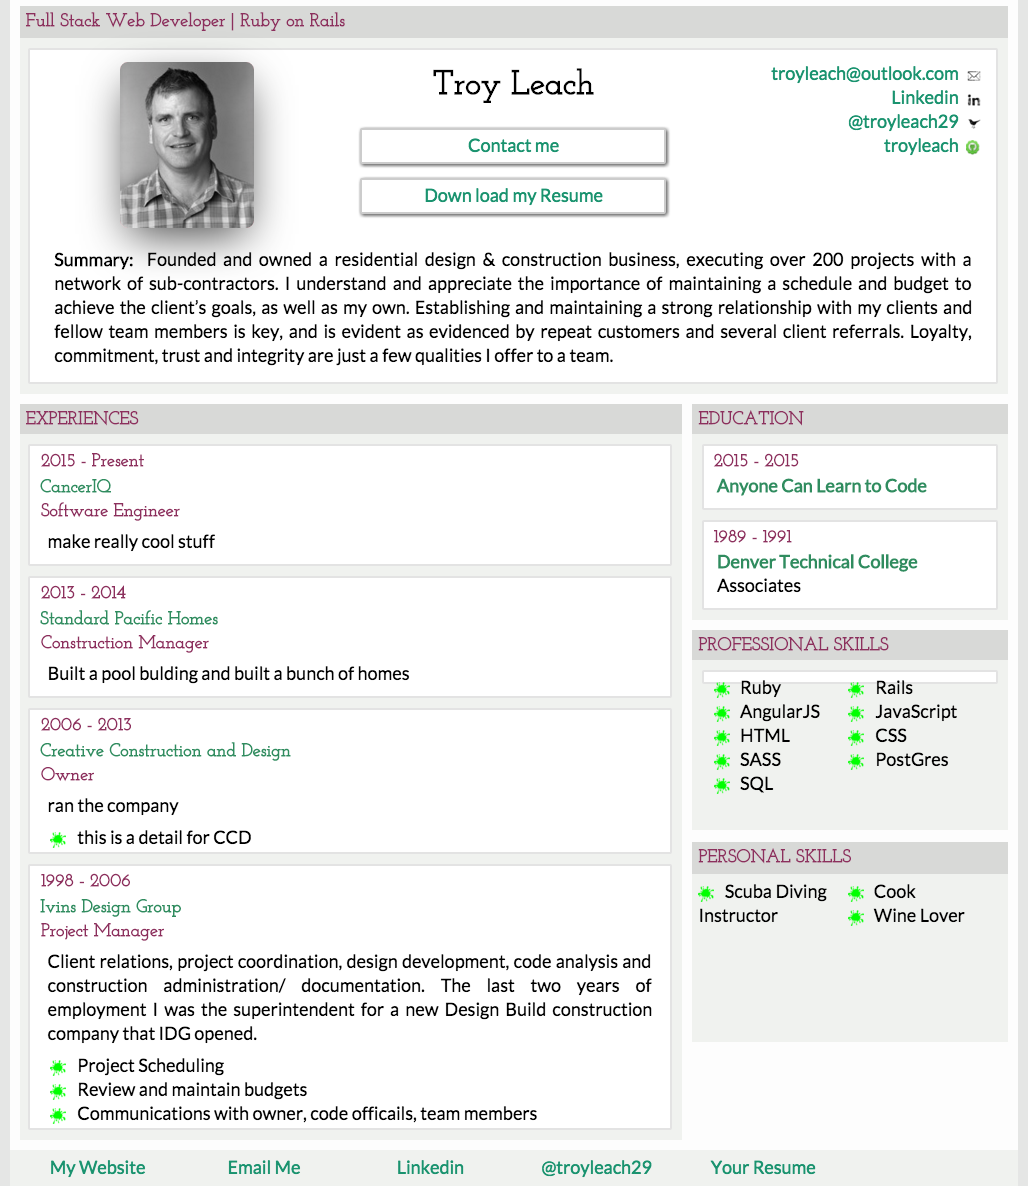 Full Stack Web Developer | Ruby on Rails
Troy Leach
Contact me
Down load my Resume
troyleach@outlook.com
Linkedin
@troyleach29
troyleach
Summary: Founded and owned a residential design & construction business, executing over 200 projects with a
network of sub-contractors. I understand and appreciate the importance of maintaining a schedule and budget to
achieve the client's goals, as well as my own. Establishing and maintaining a strong relationship with my clients and
fellow team members is key, and is evident as evidenced by repeat customers and several client referrals. Loyalty,
commitment, trust and integrity are just a few qualities I offer to a team.
EXPERIENCES
2015 - Present
CancerIQ
Software Engineer
make really cool stuff
2013 - 2014
Standard Pacific Homes
Construction Manager
Built a pool bulding and built a bunch of homes
2006 - 2013
Creative Construction and Design
Owner
ran the company
this is a detail for CCD
1998 - 2006
Ivins Design Group
Project Manager
Client relations, project coordination, design development, code analysis and
construction administration/ documentation. The last two years of
employment I was the superintendent for a new Design Build construction
company that IDG opened.
Project Scheduling
Review and maintain budgets
Communications with owner, code officails, team members
EDUCATION
2015 - 2015
Anyone Can Learn to Code
1989 - 1991
Denver Technical College
Associates
PROFESSIONAL SKILLS
Ruby Rails
AngularJS JavaScript
HTML CSS
SASS PostGres
SQL
PERSONAL SKILLS
Scuba Diving Cook
Instructor Wine Lover
My Website Email Me Linkedin @troyleach29 Your Resume